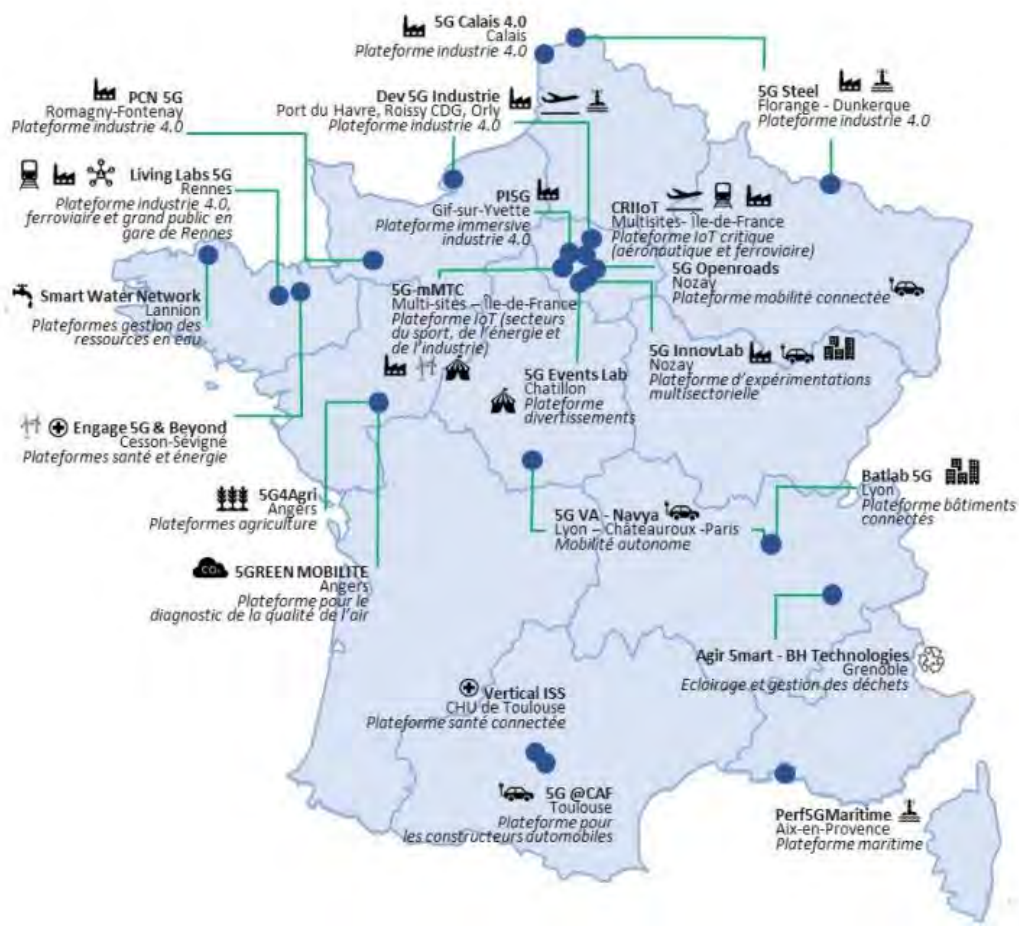 5G Calais 4.0
Calais
Plateforme industrie 4.0
PCN 5G
Romagny-Fontenay
Plateforme industrie 4.0
Dev 5G Industrie
Port du Havre, Roissy CDG, Orly
Plateforme industrie 4.0
5G Steel
Florange - Dunkerque
Plateforme industrie 4.0
Living Labs 5G
Rennes
Plateforme industrie 4.0,
ferroviaire et grand public en
gare de Rennes
PI5G
Gif-sur-Yvette
Plateforme immersive
industrie 4.0
CRIIoT
Multisites- Île-de-France
Plateforme IoT critique
(aéronautique et ferroviaire)
5G Openroads
Nozay
Plateforme mobilité connectée
Smart Water Network
Lannion
Plateformes gestion des
ressources en eau
5G-mMTC
Multi-sites – Île-de-France
Plateforme IoT (secteurs
du sport, de l'énergie et
de l'industrie)
5G InnovLab
Nozay
Plateforme d'expérimentations
multisectorielle
5G Events Lab
Chatillon
Plateforme
divertissements
Engage 5G & Beyond
Cesson-Sévigné
Plateformes santé et énergie
5G4Agri
Angers
Plateformes agriculture
5G VA - Navya
Lyon – Châteauroux -Paris
Mobilité autonome
Batlab 5G
Lyon
Plateforme bâtiments
connectés
CO₂
5GREEN MOBILITE
Angers
Plateforme pour le
diagnostic de la qualité de l'air
Agir Smart - BH Technologies
Grenoble
Eclairage et gestion des déchets
Vertical ISS
CHU de Toulouse
Plateforme santé connectée
5G @CAF
Toulouse
Plateforme pour
les constructeurs automobiles
Perf5GMaritime
Aix-en-Provence
Plateforme maritime